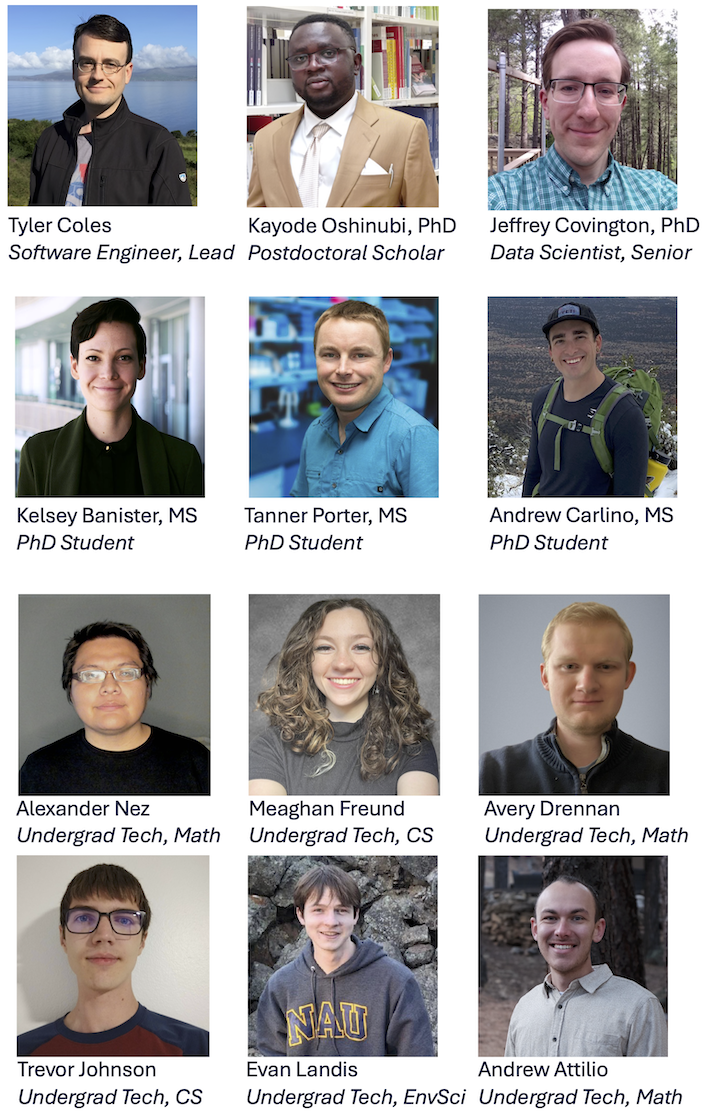 Tyler Coles
Software Engineer, Lead
Kayode Oshinubi, PhD
Postdoctoral Scholar
Jeffrey Covington, PhD
Data Scientist, Senior
Kelsey Banister, MS
PhD Student
Tanner Porter, MS
PhD Student
Andrew Carlino, MS
PhD Student
Alexander Nez
Undergrad Tech, Math
Meaghan Freund
Undergrad Tech, CS
Avery Drennan
Undergrad Tech, Math
NAU
Trevor Johnson
Undergrad Tech, CS
Evan Landis
Undergrad Tech, EnvSci
Andrew Attilio
Undergrad Tech, Math